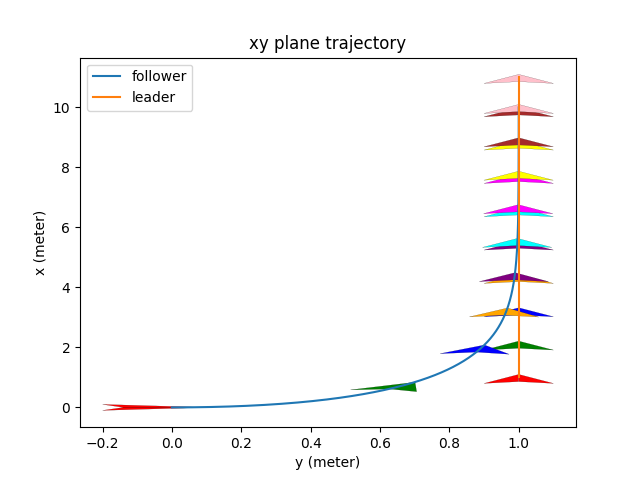 xy plane trajectory
follower
leader
10
8
6
4
2
0
x (meter)
−0.2 0.0 0.2 0.4 0.6 0.8 1.0
y (meter)